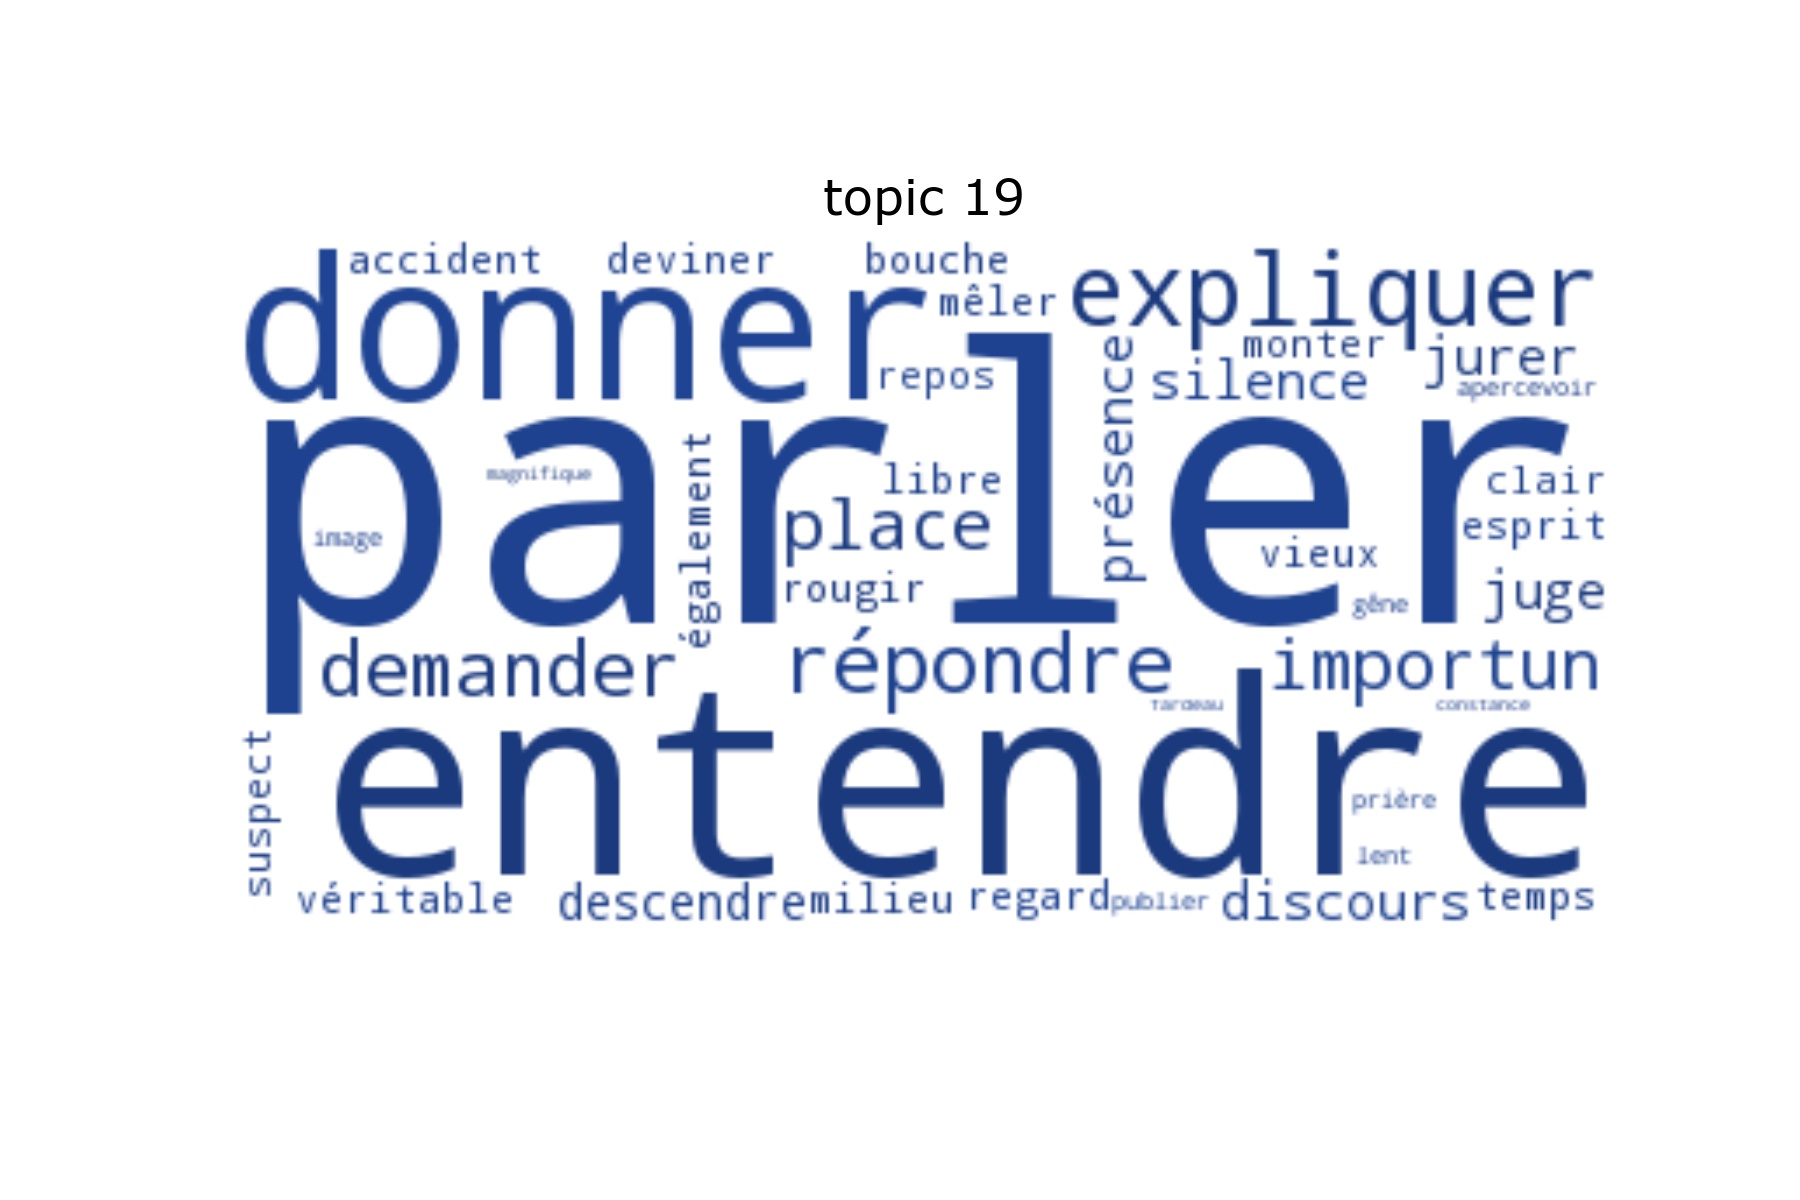 topic 19
accident deviner bouche
donner mêler expliquer
repos présence monter jurer
silence apercevoir
parler
magnifique également libre clair
image place esprit
vieux
rougir gêne juge
demander répondre importun
constance
entendre
suspect prière
lent
véritable descendre milieu regard publier discours temps